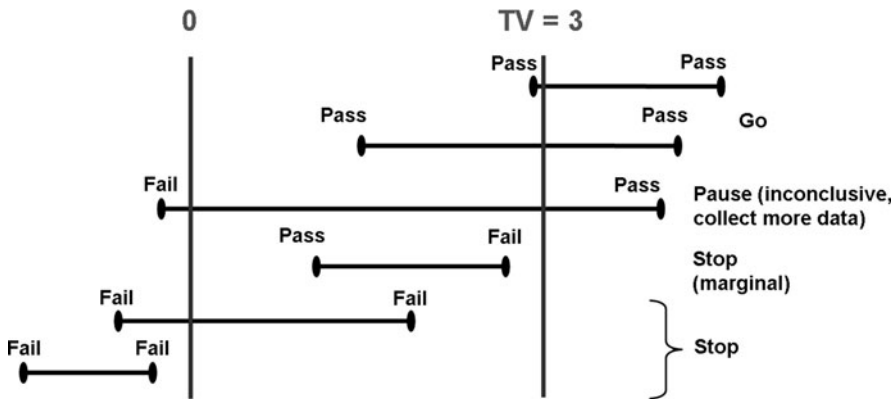 0 TV = 3
Pass Pass
Pass Pass Go
Fail Pass Pause (inconclusive,
collect more data)
Pass Fail Stop
(marginal)
Fail Fail
Fail Fail Stop